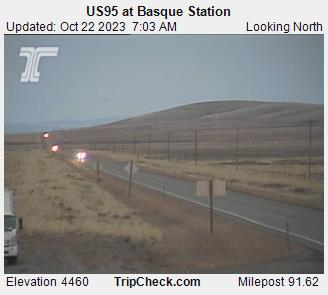 US95 at Basque Station
Updated: Oct 22 2023 7:03 AM Looking North
Elevation 4460 TripCheck.com Milepost 91.62